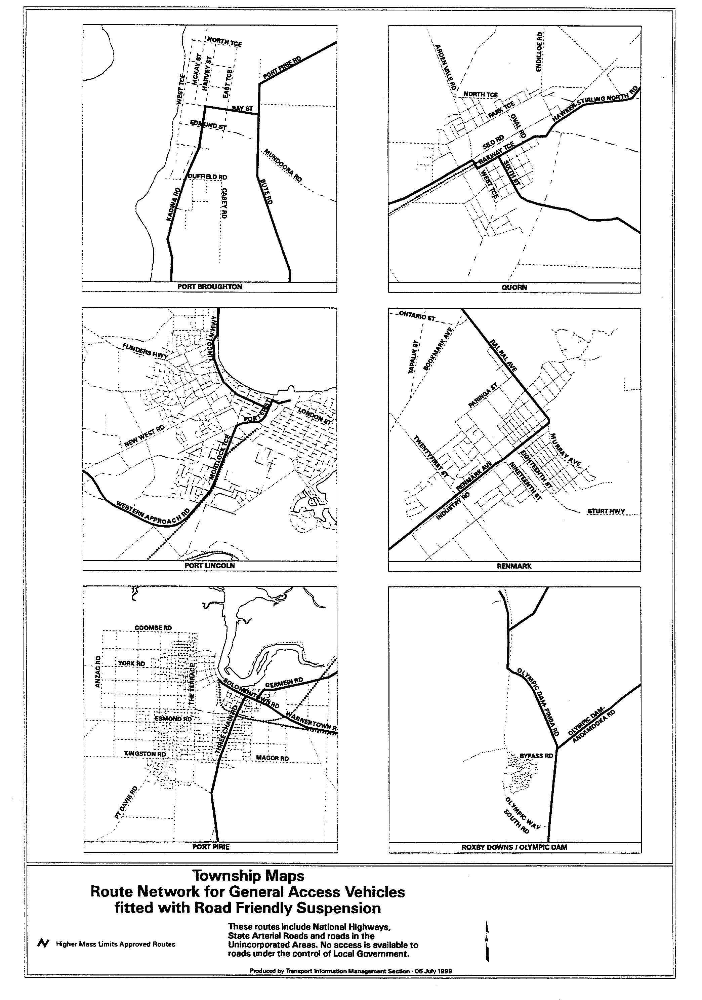 NORTH TCE
PORT PIRIE RD
MCKAY ST
HARVEY ST
EAST TCE
WEST TCE
BAY ST
EDMUND ST
MUNDOORA RD
DUFFIELD RD
KADINA RD
CASEY RD
BUTE RD
PORT BROUGHTON
ARDEN VALE RD
ENDILLOE RD
NORTH TCE
PARK TCE
HAWKER-STIRLING NORTH RD
OVAL RD
SILO RD
RAILWAY TCE
SIXTH ST
WEST TCE
QUORN
LINCOLN HWY
FLINDERS HWY
PORTER ST
LONDON ST
NEW WEST RD
MORTLOCK TCE
WESTERN APPROACH RD
PORT LINCOLN
ONTARIO ST
TAPALIN ST
BOOKMARK AVE
RAL RAL AVE
PARINGA ST
TWENTYFIRST ST
MURRAY AVE
EIGHTEENTH ST
NINETEENTH ST
RENMARK AVE
INDUSTRY RD
STURT HWY
RENMARK
COOMBE RD
ANZAC RD
YORK RD
THE TERRACE
SOLOMONTOWN RD
GERMEIN RD
ESMOND RD
THREE CHAIN RD
WARNERTOWN R
KINGSTON RD
MAGOR RD
PT DAVIS RD
PORT PIRIE
OLYMPIC DAM- PIMBA RD
OLYMPIC DAM-
ANDAMOOKA RD
BYPASS RD
OLYMPIC WAY
SOUTH RD
ROXBY DOWNS / OLYMPIC DAM
Township Maps
Route Network for General Access Vehicles
fitted with Road Friendly Suspension
These routes include National Highways,
State Arterial Roads and roads in the
Unincorporated Areas. No access is available to
roads under the control of Local Government.
Higher Mass Limits Approved Routes
Produced by Transport Information Management Section - 06 July 1999